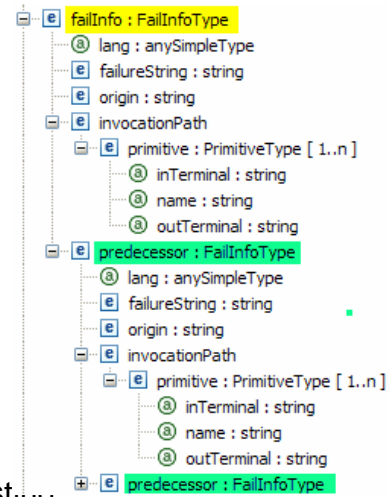 e failInfo : FailInfoType
a lang : anySimpleType
e failureString : string
e origin : string
e invocationPath
e primitive : PrimitiveType [ 1..n ]
a inTerminal : string
a name : string
a outTerminal : string
e predecessor : FailInfoType
a lang : anySimpleType
e failureString : string
e origin : string
e invocationPath
e primitive : PrimitiveType [ 1..n ]
a inTerminal : string
a name : string
a outTerminal : string
e predecessor : FailInfoType